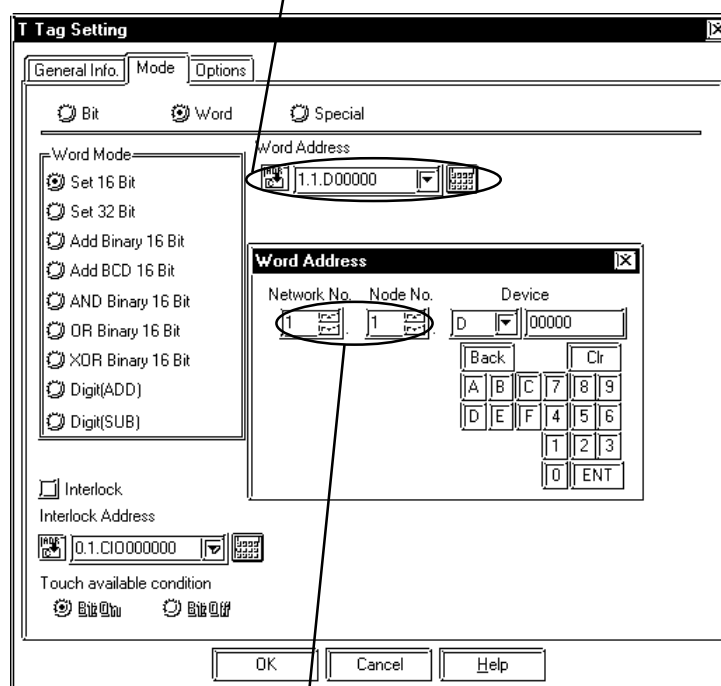 T Tag Setting
General Info. Mode Options
Bit Word Special
Word Mode
Set 16 Bit
Set 32 Bit
Add Binary 16 Bit
Add BCD 16 Bit
AND Binary 16 Bit
OR Binary 16 Bit
XOR Binary 16 Bit
Digit(ADD)
Digit(SUB)
Word Address
1.1.D00000
Word Address
Network No. Node No. Device
1 . 1 . D 00000
Back Clr
A B C 7 8 9
D E F 4 5 6
1 2 3
0 ENT
Interlock
Interlock Address
0.1.CIO000000
Touch available condition
Bit On Bit Off
OK Cancel Help